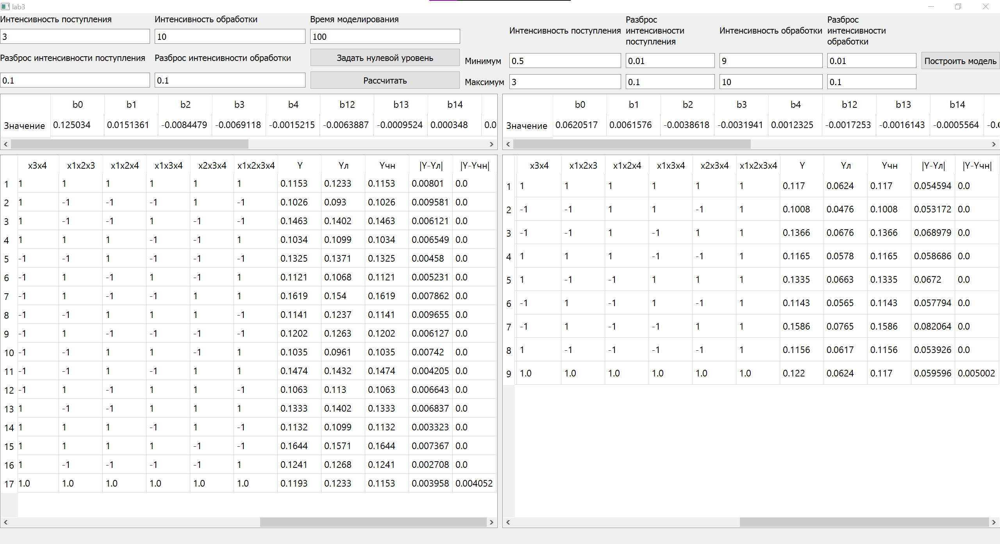 lab3
Интенсивность поступления Интенсивность обработки Время моделирования
3 10 100
Разброс интенсивности поступления Разброс интенсивности обработки Задать нулевой уровень
0.1 0.1 Рассчитать
Интенсивность поступления Разброс интенсивности поступления Интенсивность обработки Разброс интенсивности обработки
Минимум 0.5 0.01 9 0.01 Построить модель
Максимум 3 0.1 10 0.1
b0 b1 b2 b3 b4 b12 b13 b14
Значение 0.125034 0.0151361 -0.0084479 -0.0069118 -0.0015215 -0.0063887 -0.0009524 0.000348 0.0
b0 b1 b2 b3 b4 b12 b13 b14
Значение 0.0620517 0.0061576 -0.0038618 -0.0031941 0.0012325 -0.0017253 -0.0016143 -0.0005564
x3x4 x1x2x3 x1x2x4 x1x3x4 x2x3x4 x1x2x3x4 Y Yл Yчн |Y-Yл| |Y-Yчн|
1 1 1 1 1 1 1 0.1153 0.1233 0.1153 0.00801 0.0
2 1 -1 -1 -1 1 -1 0.1026 0.093 0.1026 0.009581 0.0
3 1 -1 -1 1 -1 -1 0.1463 0.1402 0.1463 0.006121 0.0
4 1 1 1 -1 -1 1 0.1034 0.1099 0.1034 0.006549 0.0
5 -1 -1 1 -1 -1 -1 0.1325 0.1371 0.1325 0.00458 0.0
6 -1 1 -1 1 -1 1 0.1121 0.1068 0.1121 0.005231 0.0
7 -1 1 -1 -1 1 1 0.1619 0.154 0.1619 0.007862 0.0
8 -1 -1 1 1 1 -1 0.1141 0.1237 0.1141 0.009655 0.0
9 -1 1 -1 -1 -1 -1 0.1202 0.1263 0.1202 0.006127 0.0
10 -1 -1 1 1 -1 1 0.1035 0.0961 0.1035 0.00742 0.0
11 -1 -1 1 -1 1 1 0.1474 0.1432 0.1474 0.004205 0.0
12 -1 1 -1 1 1 -1 0.1063 0.113 0.1063 0.006643 0.0
13 1 -1 -1 1 1 1 0.1333 0.1402 0.1333 0.006837 0.0
14 1 1 1 -1 1 -1 0.1132 0.1099 0.1132 0.003323 0.0
15 1 1 1 1 -1 -1 0.1644 0.1571 0.1644 0.007367 0.0
16 1 -1 -1 -1 -1 1 0.1241 0.1268 0.1241 0.002708 0.0
17 1.0 1.0 1.0 1.0 1.0 1.0 0.1193 0.1233 0.1153 0.003958 0.004052
x3x4 x1x2x3 x1x2x4 x1x3x4 x2x3x4 x1x2x3x4 Y Yл Yчн |Y-Yл| |Y-Yчн|
1 1 1 1 1 1 1 0.117 0.0624 0.117 0.054594 0.0
2 -1 -1 1 1 -1 1 0.1008 0.0476 0.1008 0.053172 0.0
3 -1 -1 1 -1 1 1 0.1366 0.0676 0.1366 0.068979 0.0
4 1 1 1 -1 -1 1 0.1165 0.0578 0.1165 0.058686 0.0
5 1 -1 -1 1 1 1 0.1335 0.0663 0.1335 0.0672 0.0
6 -1 1 -1 1 -1 1 0.1143 0.0565 0.1143 0.057794 0.0
7 -1 1 -1 -1 1 1 0.1586 0.0765 0.1586 0.082064 0.0
8 1 -1 -1 -1 -1 1 0.1156 0.0617 0.1156 0.053926 0.0
9 1.0 1.0 1.0 1.0 1.0 1.0 0.122 0.0624 0.117 0.059596 0.005002